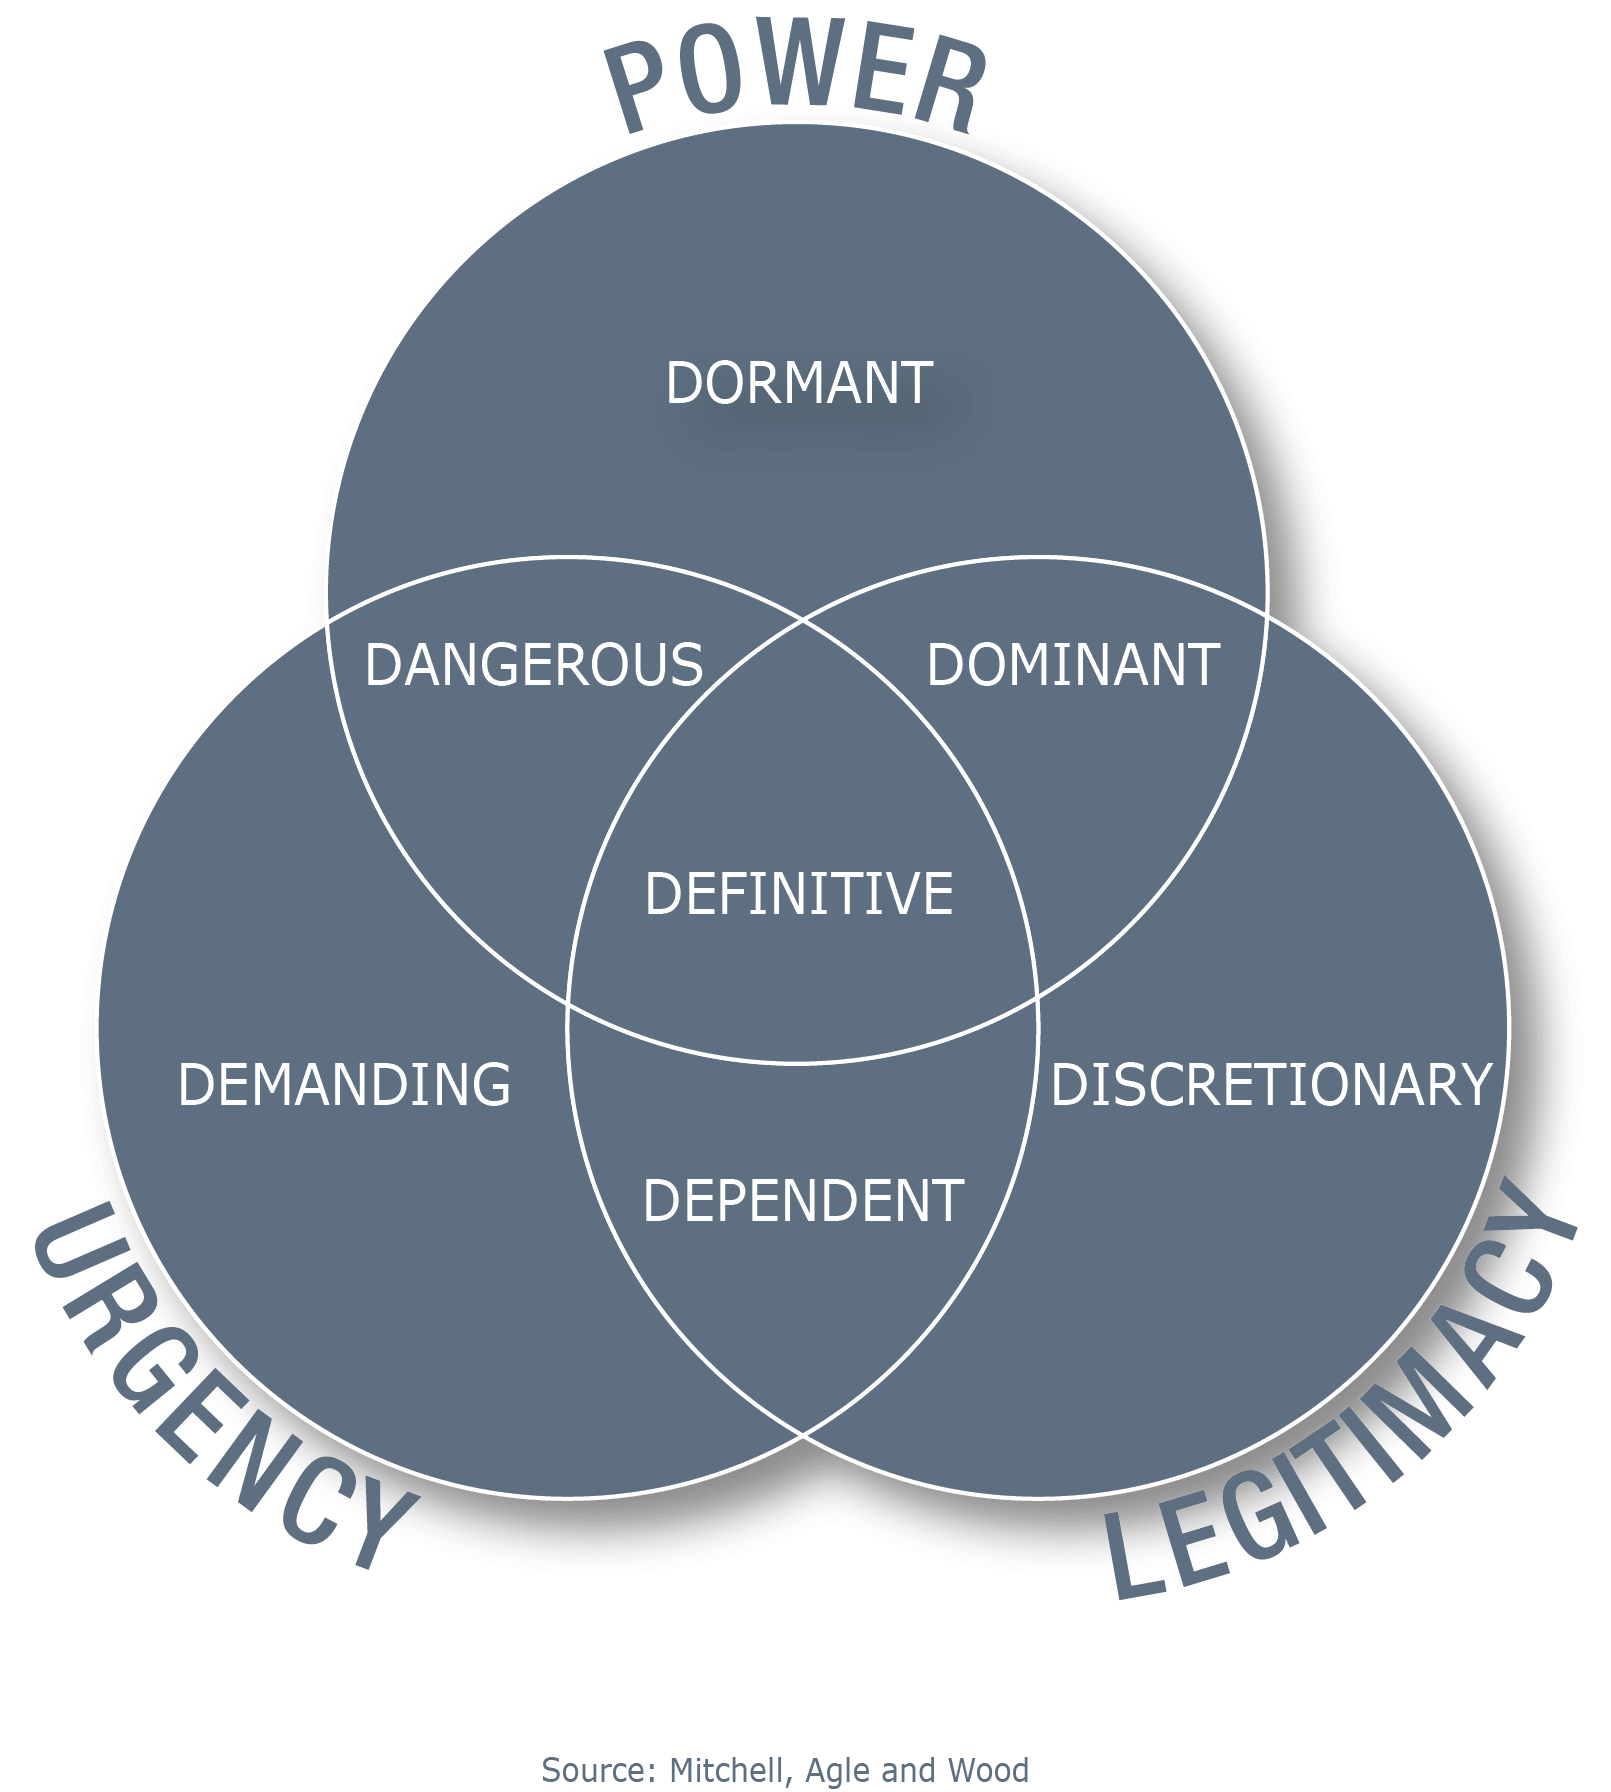 POWER
DORMANT
DANGEROUS
DOMINANT
DEFINITIVE
DEMANDING
DISCRETIONARY
DEPENDENT
URGENCY
LEGITIMACY
Source: Mitchell, Agle and Wood